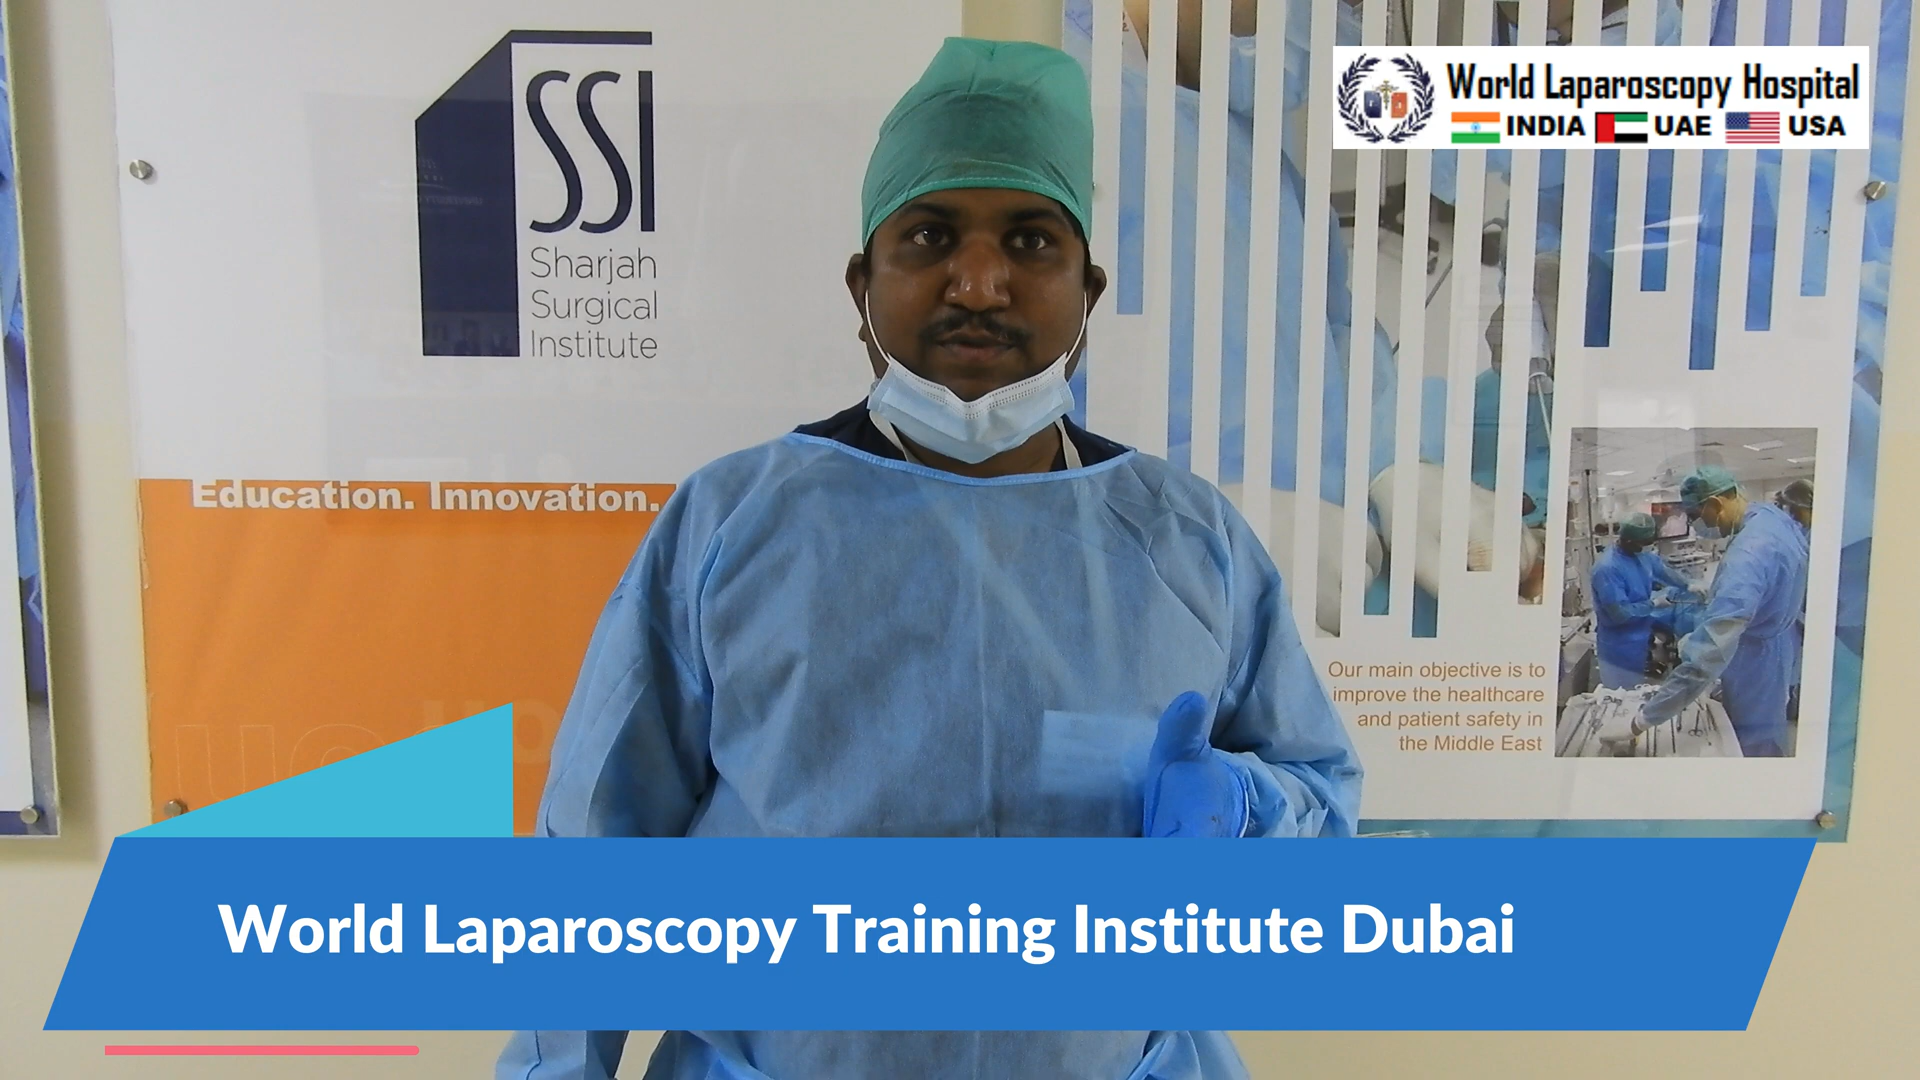 SSI
Sharjah
Surgical
Institute
World Laparoscopy Hospital
INDIA UAE USA
Education. Innovation.
Our main objective is to
improve the healthcare
and patient safety in
the Middle East
World Laparoscopy Training Institute Dubai